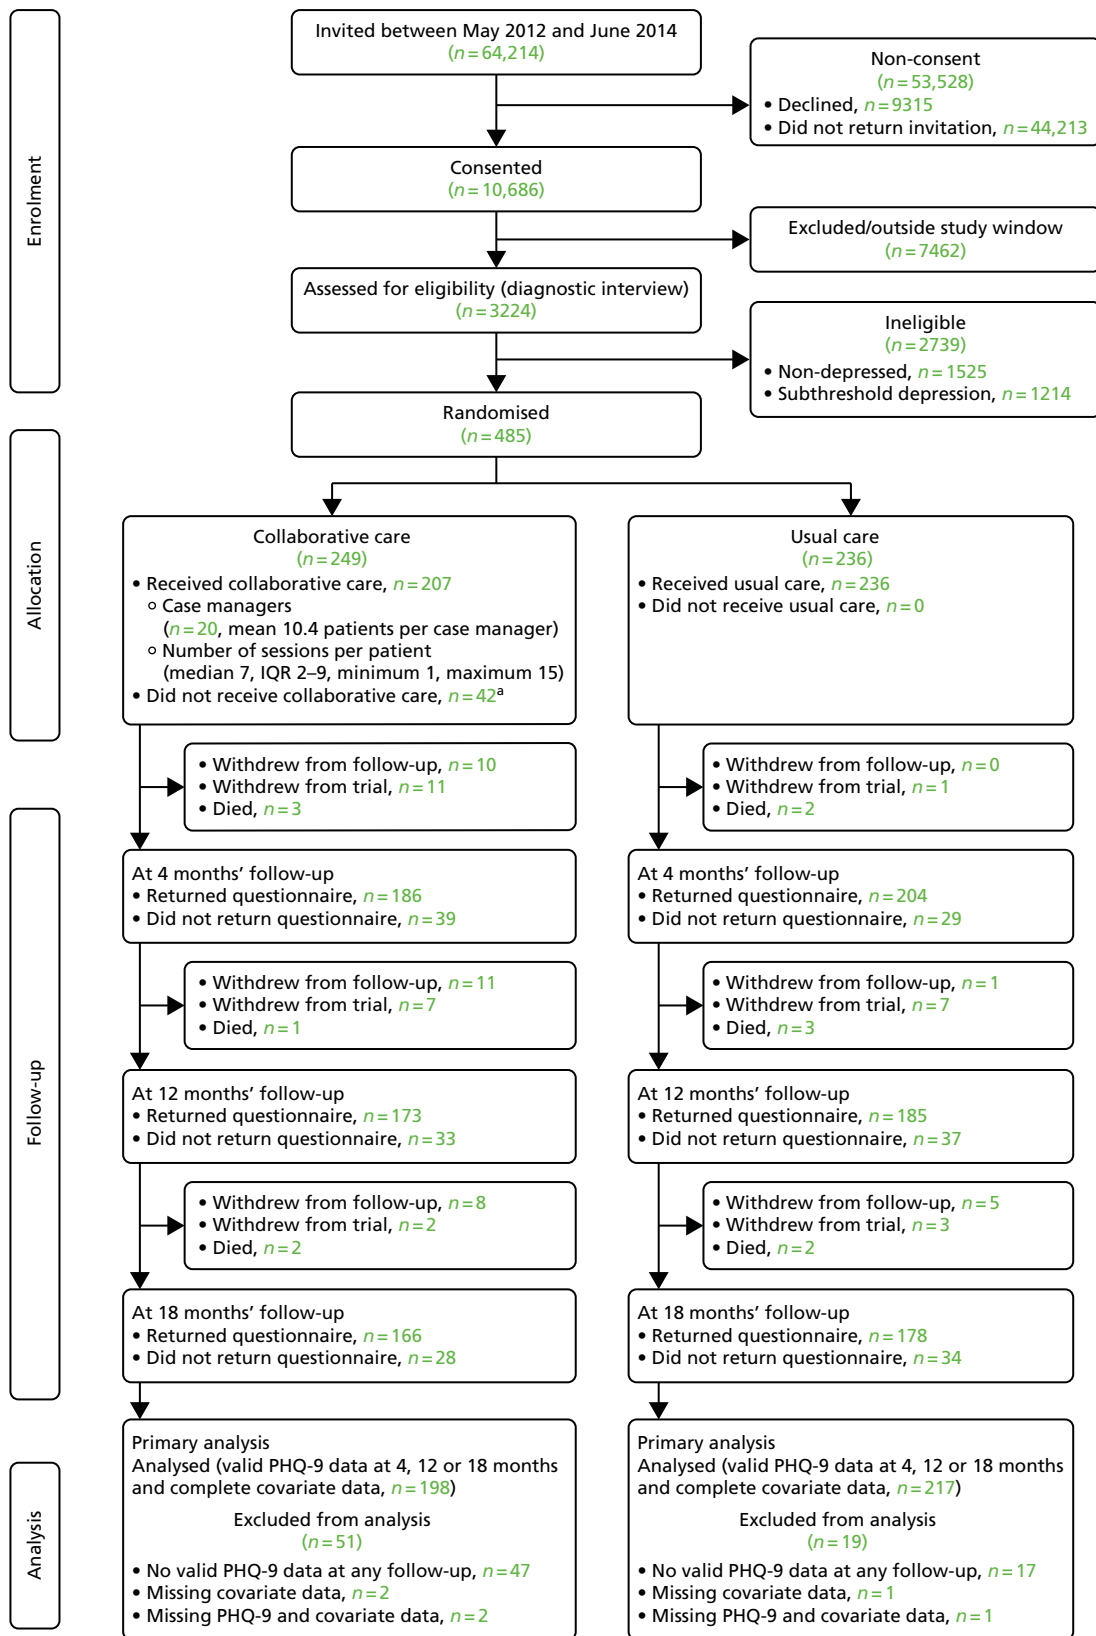 Enrolment
Invited between May 2012 and June 2014
(n = 64,214)
Non-consent
(n = 53,528)
• Declined, n = 9315
• Did not return invitation, n = 44,213
Consented
(n = 10,686)
Excluded/outside study window
(n = 7462)
Assessed for eligibility (diagnostic interview)
(n = 3224)
Ineligible
(n = 2739)
• Non-depressed, n = 1525
• Subthreshold depression, n = 1214
Randomised
(n = 485)
Allocation
Collaborative care
(n = 249)
• Received collaborative care, n = 207
○ Case managers
(n = 20, mean 10.4 patients per case manager)
○ Number of sessions per patient
(median 7, IQR 2–9, minimum 1, maximum 15)
• Did not receive collaborative care, n = 42a
Usual care
(n = 236)
• Received usual care, n = 236
• Did not receive usual care, n = 0
Follow-up
• Withdrew from follow-up, n = 10
• Withdrew from trial, n = 11
• Died, n = 3
• Withdrew from follow-up, n = 0
• Withdrew from trial, n = 1
• Died, n = 2
At 4 months’ follow-up
• Returned questionnaire, n = 186
• Did not return questionnaire, n = 39
At 4 months’ follow-up
• Returned questionnaire, n = 204
• Did not return questionnaire, n = 29
• Withdrew from follow-up, n = 11
• Withdrew from trial, n = 7
• Died, n = 1
• Withdrew from follow-up, n = 1
• Withdrew from trial, n = 7
• Died, n = 3
At 12 months’ follow-up
• Returned questionnaire, n = 173
• Did not return questionnaire, n = 33
At 12 months’ follow-up
• Returned questionnaire, n = 185
• Did not return questionnaire, n = 37
• Withdrew from follow-up, n = 8
• Withdrew from trial, n = 2
• Died, n = 2
• Withdrew from follow-up, n = 5
• Withdrew from trial, n = 3
• Died, n = 2
At 18 months’ follow-up
• Returned questionnaire, n = 166
• Did not return questionnaire, n = 28
At 18 months’ follow-up
• Returned questionnaire, n = 178
• Did not return questionnaire, n = 34
Analysis
Primary analysis
Analysed (valid PHQ-9 data at 4, 12 or 18 months
and complete covariate data, n = 198)
Excluded from analysis
(n = 51)
• No valid PHQ-9 data at any follow-up, n = 47
• Missing covariate data, n = 2
• Missing PHQ-9 and covariate data, n = 2
Primary analysis
Analysed (valid PHQ-9 data at 4, 12 or 18 months
and complete covariate data, n = 217)
Excluded from analysis
(n = 19)
• No valid PHQ-9 data at any follow-up, n = 17
• Missing covariate data, n = 1
• Missing PHQ-9 and covariate data, n = 1